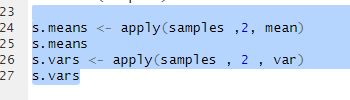 23
24 s.means <- apply(samples ,2, mean)
25 s.means
26 s.vars <- apply(samples , 2 , var)
27 s.vars